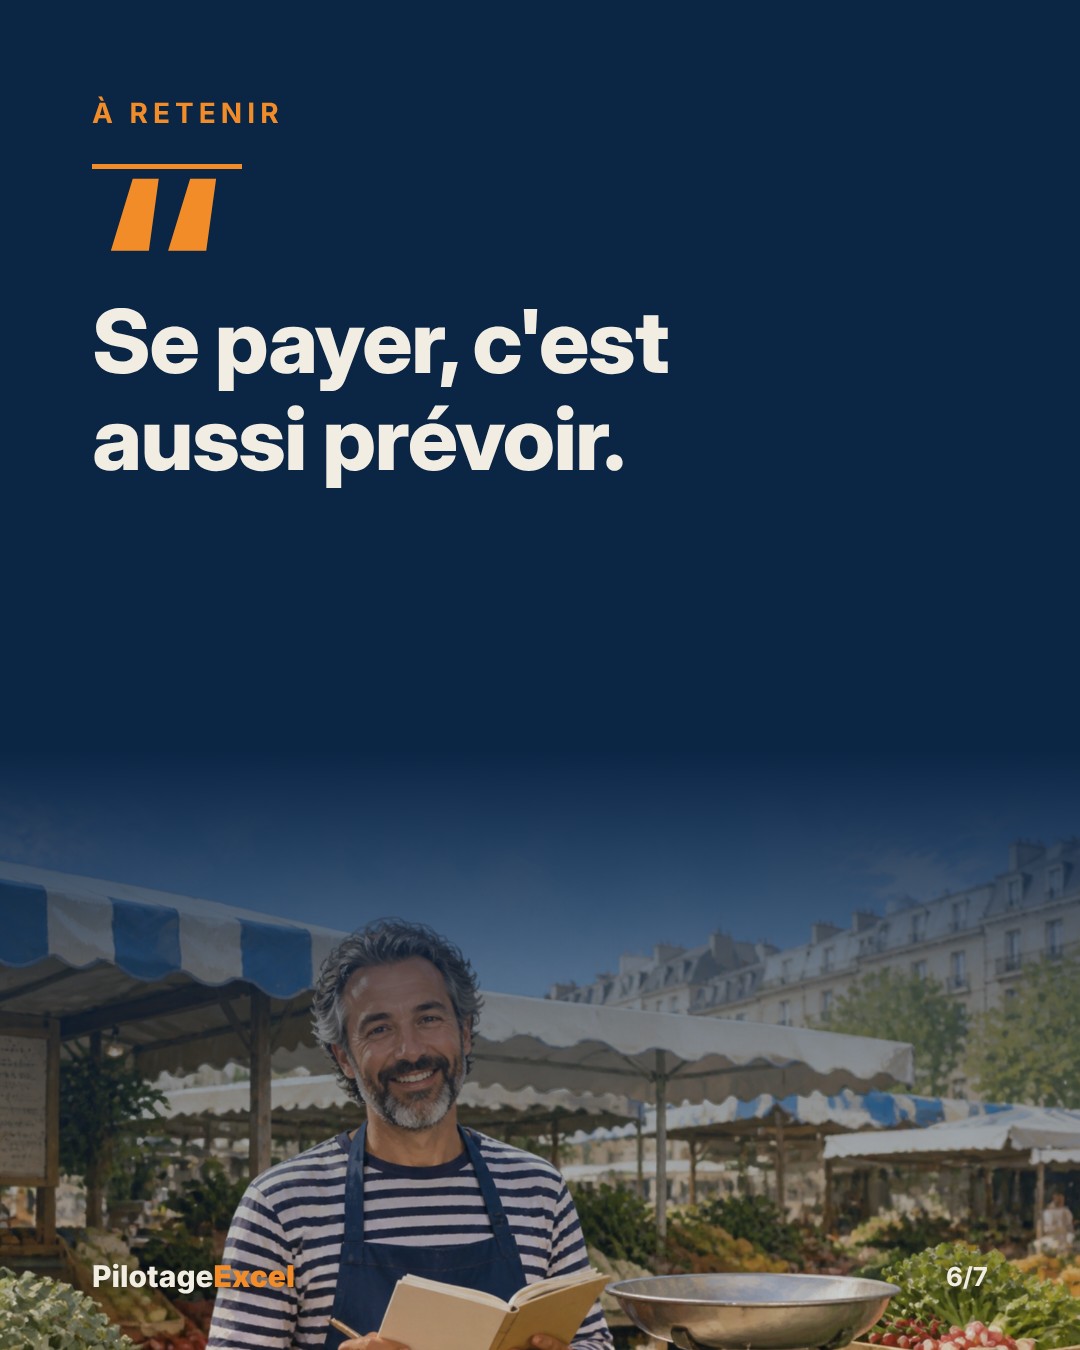 À RETENIR
"
Se payer, c'est
aussi prévoir.
PilotageExcel
6/7